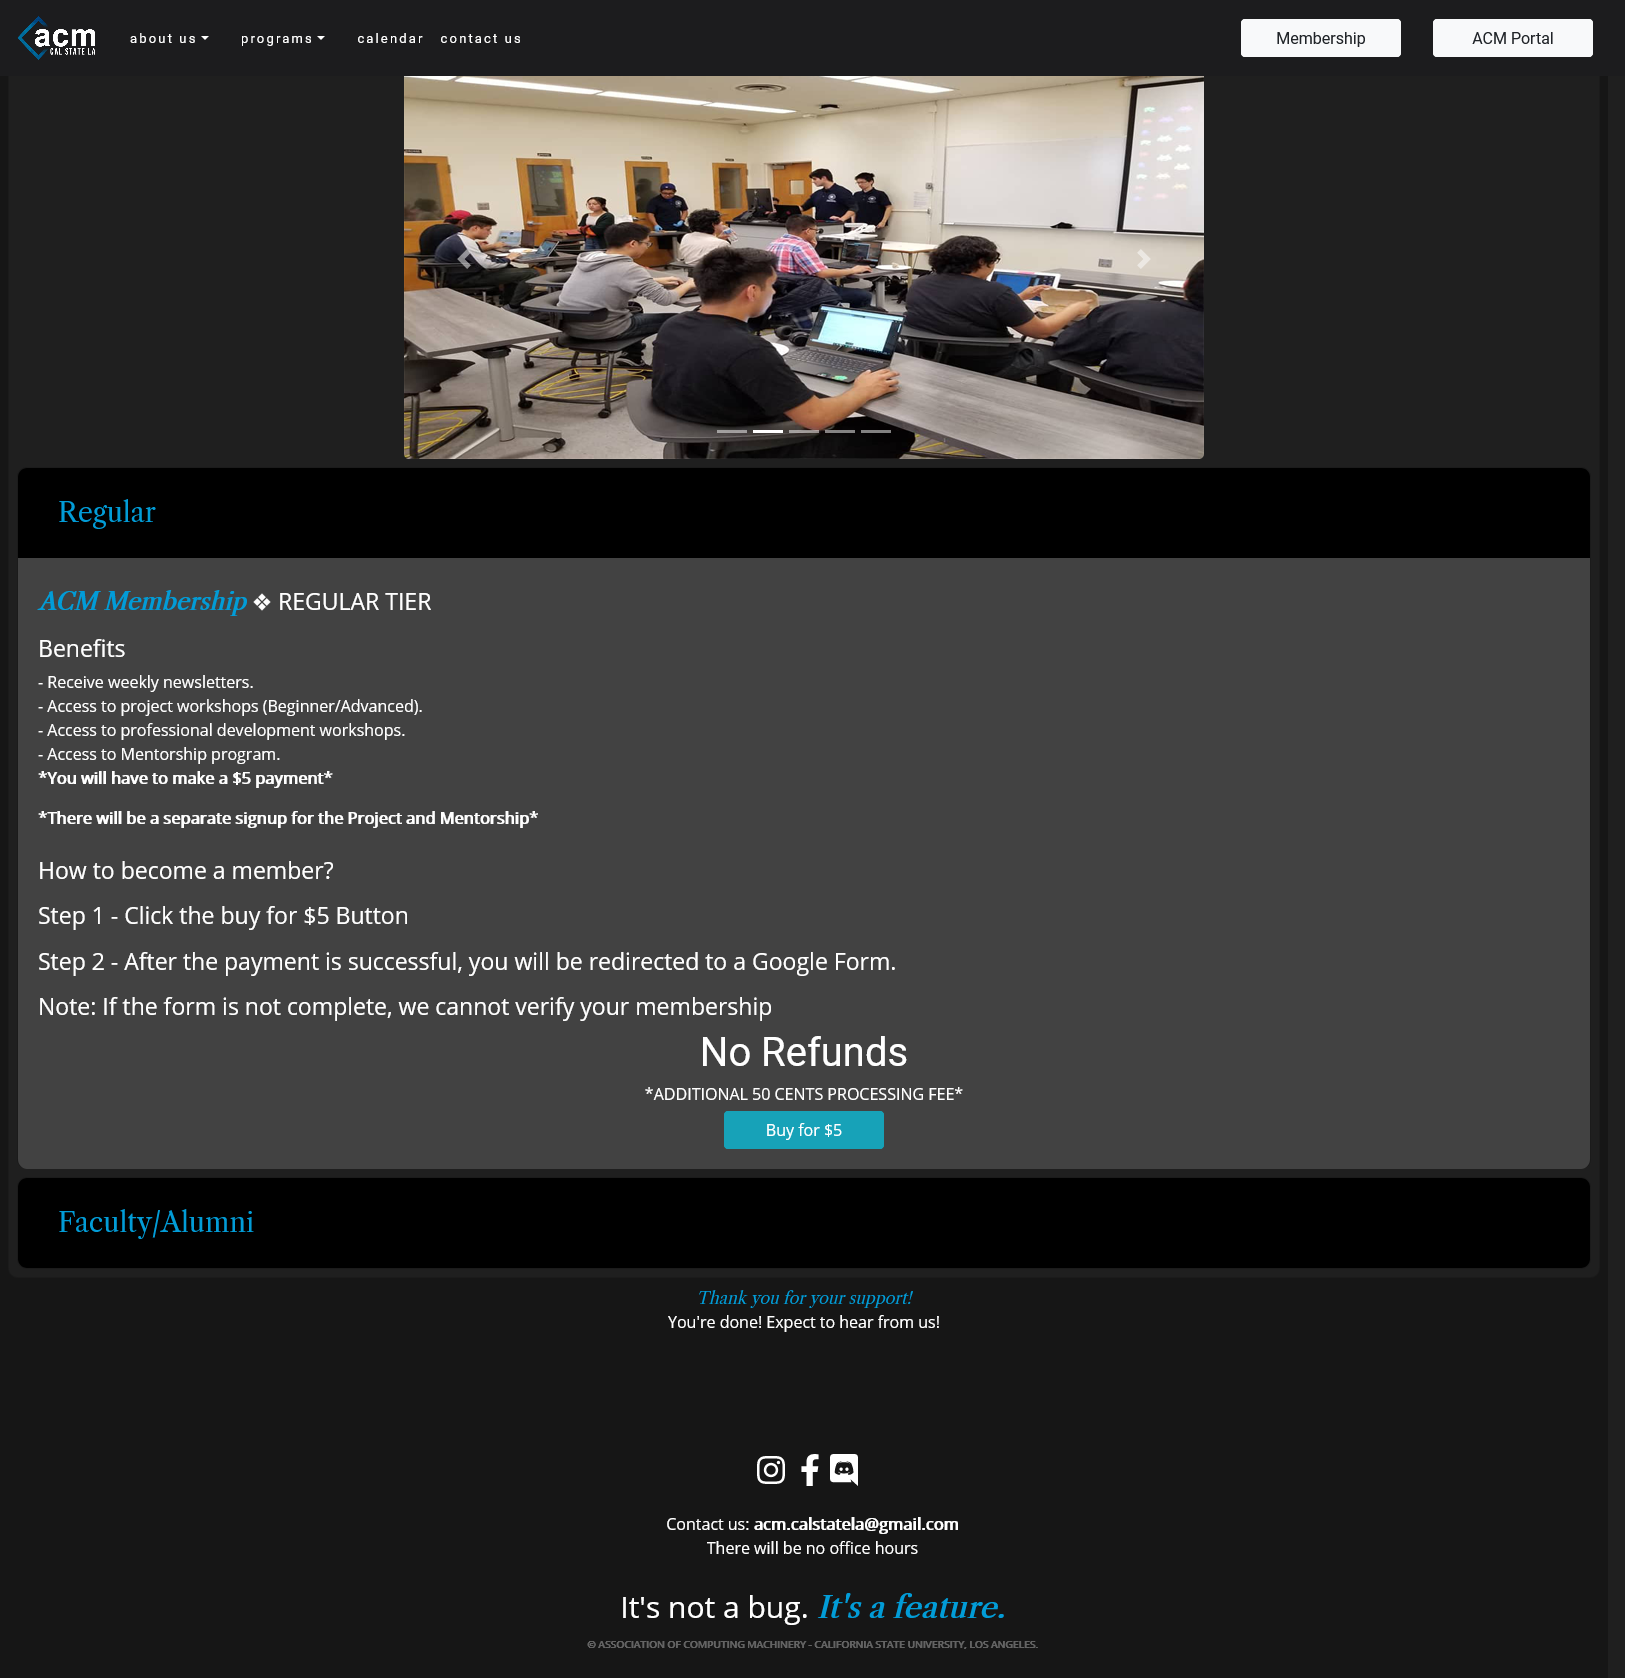 acm
CAL STATE LA
about us
programs
calendar
contact us
Membership
ACM Portal
Regular
ACM Membership ❖ REGULAR TIER
Benefits
- Receive weekly newsletters.
- Access to project workshops (Beginner/Advanced).
- Access to professional development workshops.
- Access to Mentorship program.
*You will have to make a $5 payment*
*There will be a separate signup for the Project and Mentorship*
How to become a member?
Step 1 - Click the buy for $5 Button
Step 2 - After the payment is successful, you will be redirected to a Google Form.
Note: If the form is not complete, we cannot verify your membership
No Refunds
*ADDITIONAL 50 CENTS PROCESSING FEE*
Buy for $5
Faculty/Alumni
Thank you for your support!
You're done! Expect to hear from us!
Contact us: acm.calstatela@gmail.com
There will be no office hours
It's not a bug. It's a feature.
© ASSOCIATION OF COMPUTING MACHINERY - CALIFORNIA STATE UNIVERSITY, LOS ANGELES.